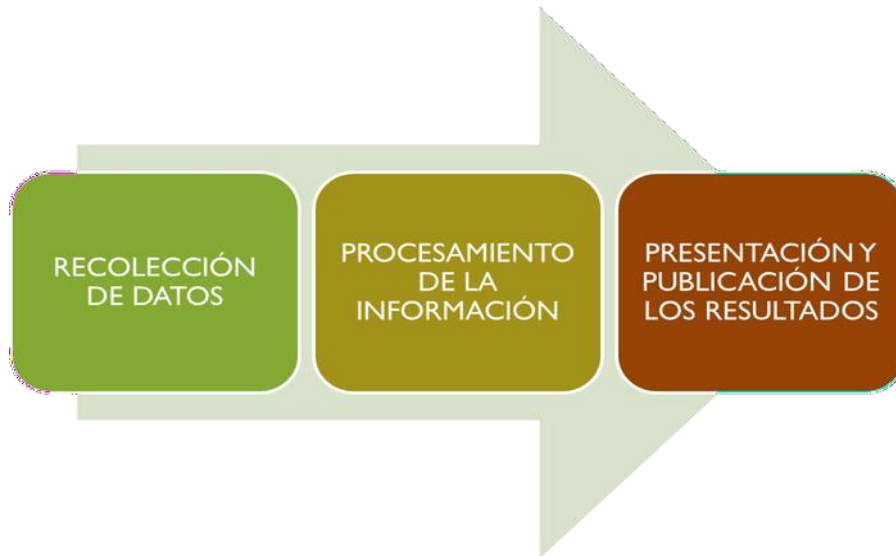 RECOLECCIÓN
DE DATOS
PROCESAMIENTO
DE LA
INFORMACIÓN
PRESENTACIÓN Y
PUBLICACIÓN DE
LOS RESULTADOS